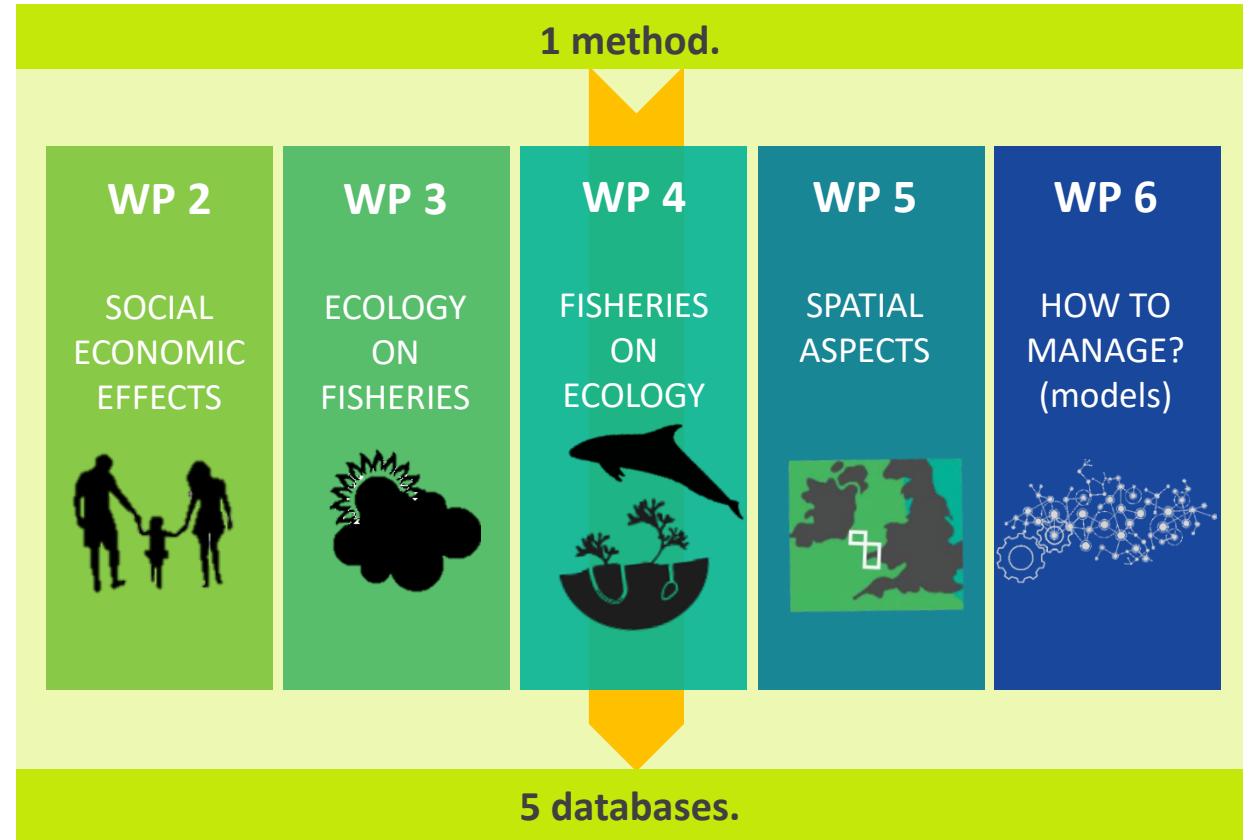 1 method.
WP 2
SOCIAL
ECONOMIC
EFFECTS
WP 3
ECOLOGY
ON
FISHERIES
WP 4
FISHERIES
ON
ECOLOGY
WP 5
SPATIAL
ASPECTS
WP 6
HOW TO
MANAGE?
(models)
5 databases.